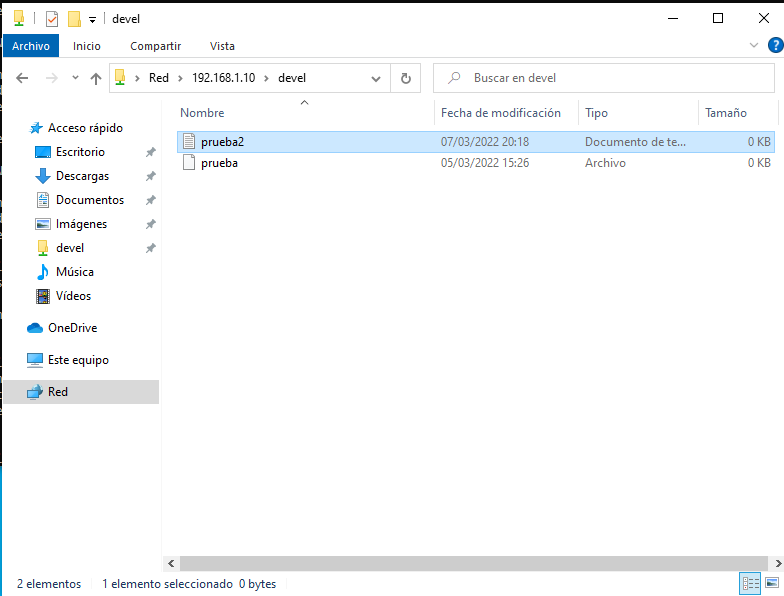 devel
Archivo Inicio Compartir Vista
Red 192.168.1.10 devel Buscar en devel
Nombre Fecha de modificación Tipo Tamaño
Acceso rápido
Escritorio
Descargas
Documentos
Imágenes
devel
Música
Vídeos
OneDrive
Este equipo
Red
prueba2 07/03/2022 20:18 Documento de te... 0 KB
prueba 05/03/2022 15:26 Archivo 0 KB
2 elementos 1 elemento seleccionado 0 bytes